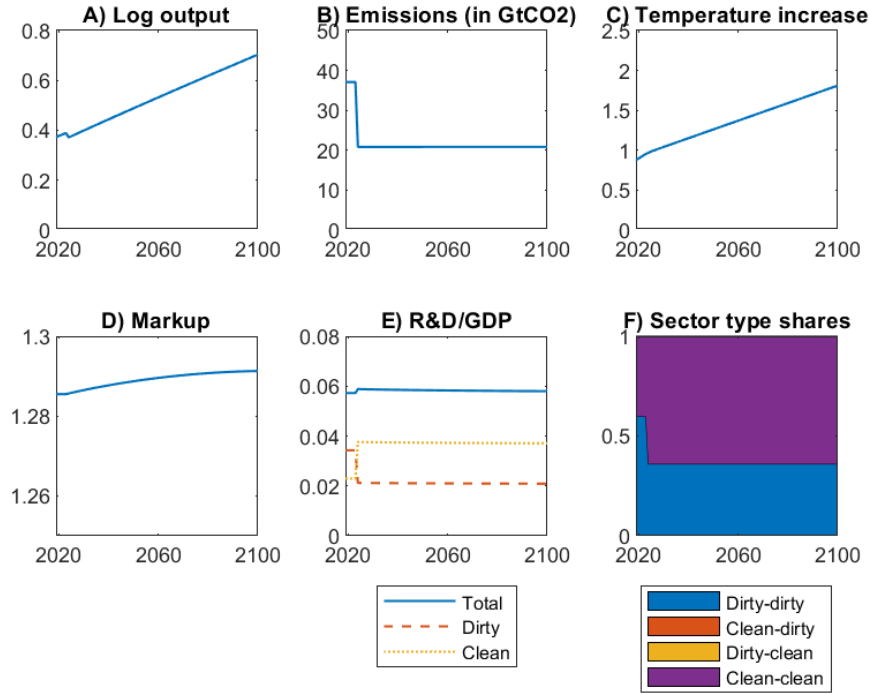 A) Log output
0.8
0.6
0.4
0.2
0
2020 2060 2100
B) Emissions (in GtCO2)
50
40
30
20
10
0
2020 2060 2100
C) Temperature increase
2.5
2
1.5
1
0.5
0
2020 2060 2100
D) Markup
1.3
1.28
1.26
2020 2060 2100
E) R&D/GDP
0.08
0.06
0.04
0.02
0
2020 2060 2100
Total
Dirty
Clean
F) Sector type shares
1
0.5
0
2020 2060 2100
Dirty-dirty
Clean-dirty
Dirty-clean
Clean-clean